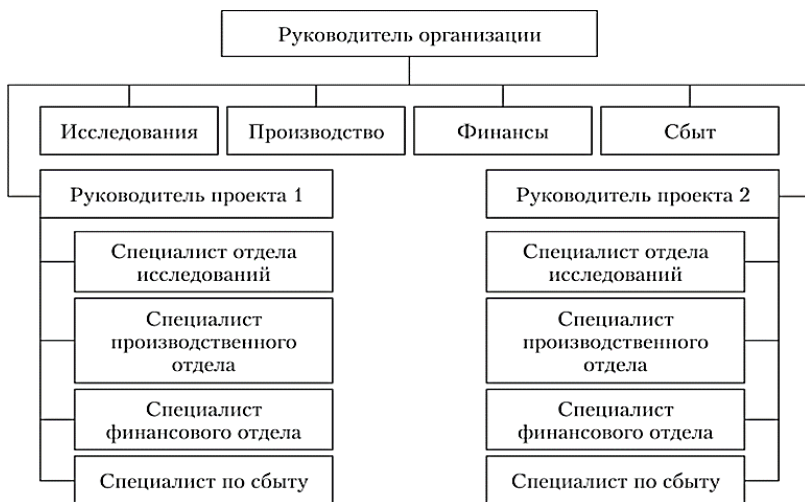 Руководитель организации
Исследования
Производство
Финансы
Сбыт
Руководитель проекта 1
Руководитель проекта 2
Специалист отдела
исследований
Специалист
производственного
отдела
Специалист
финансового отдела
Специалист по сбыту
Специалист отдела
исследований
Специалист
производственного
отдела
Специалист
финансового отдела
Специалист по сбыту